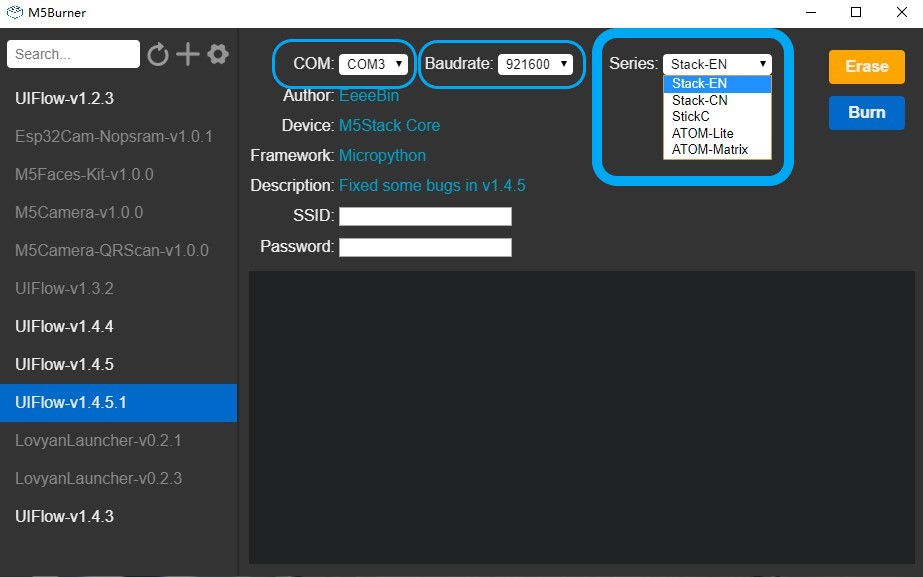 M5Burner
Search...
UIFlow-v1.2.3
Esp32Cam-Nopsram-v1.0.1
M5Faces-Kit-v1.0.0
M5Camera-v1.0.0
M5Camera-QRScan-v1.0.0
UIFlow-v1.3.2
UIFlow-v1.4.4
UIFlow-v1.4.5
UIFlow-v1.4.5.1
LovyanLauncher-v0.2.1
LovyanLauncher-v0.2.3
UIFlow-v1.4.3
COM: COM3 Baudrate: 921600 Series: Stack-EN
Stack-EN
Stack-CN
StickC
ATOM-Lite
ATOM-Matrix
Erase
Burn
Author: EeeeBin
Device: M5Stack Core
Framework: Micropython
Description: Fixed some bugs in v1.4.5
SSID:
Password: